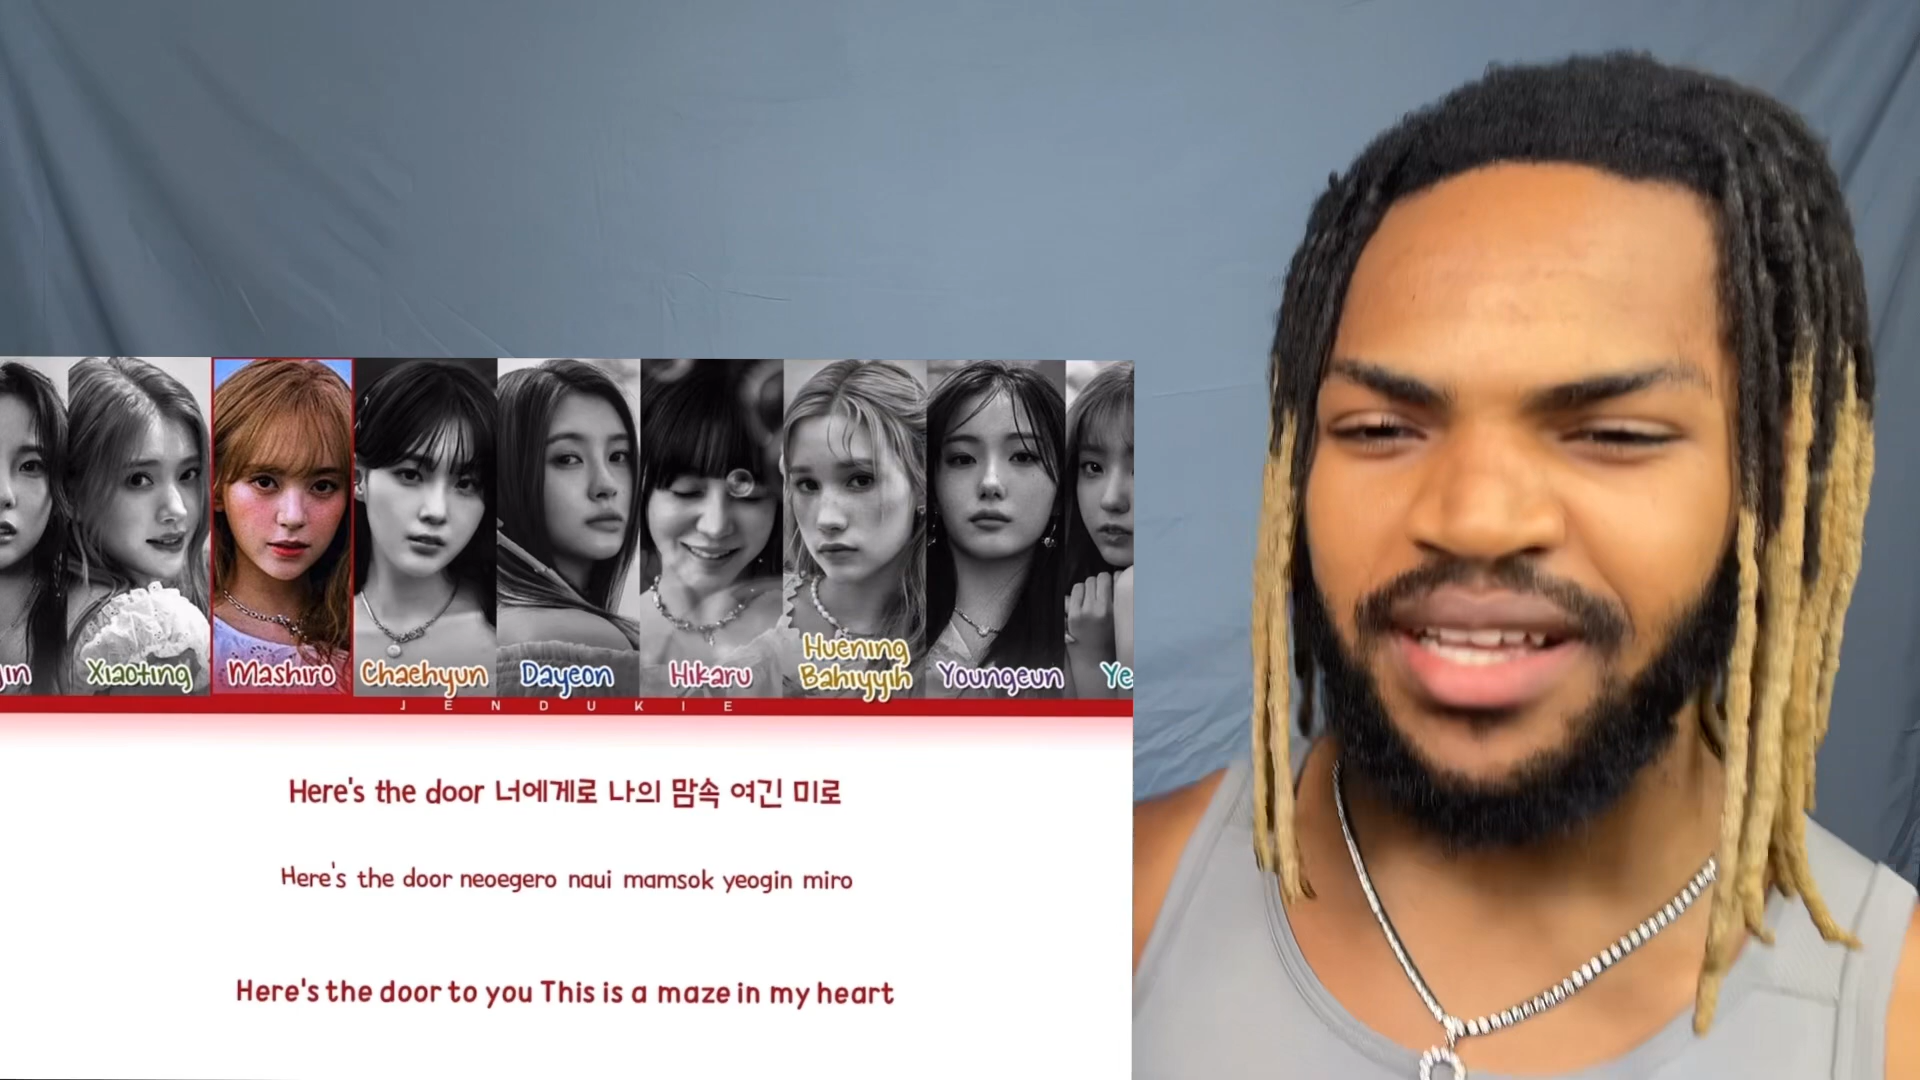 jin Xiaoting Mashiro Chaehyun Dayeon Hikaru Huening Bahiyyih Youngeun Ye
JENDUKIE
Here's the door 너에게로 나의 맘속 여긴 미로
Here's the door neoegero naui mamsok yeogin miro
Here's the door to you This is a maze in my heart